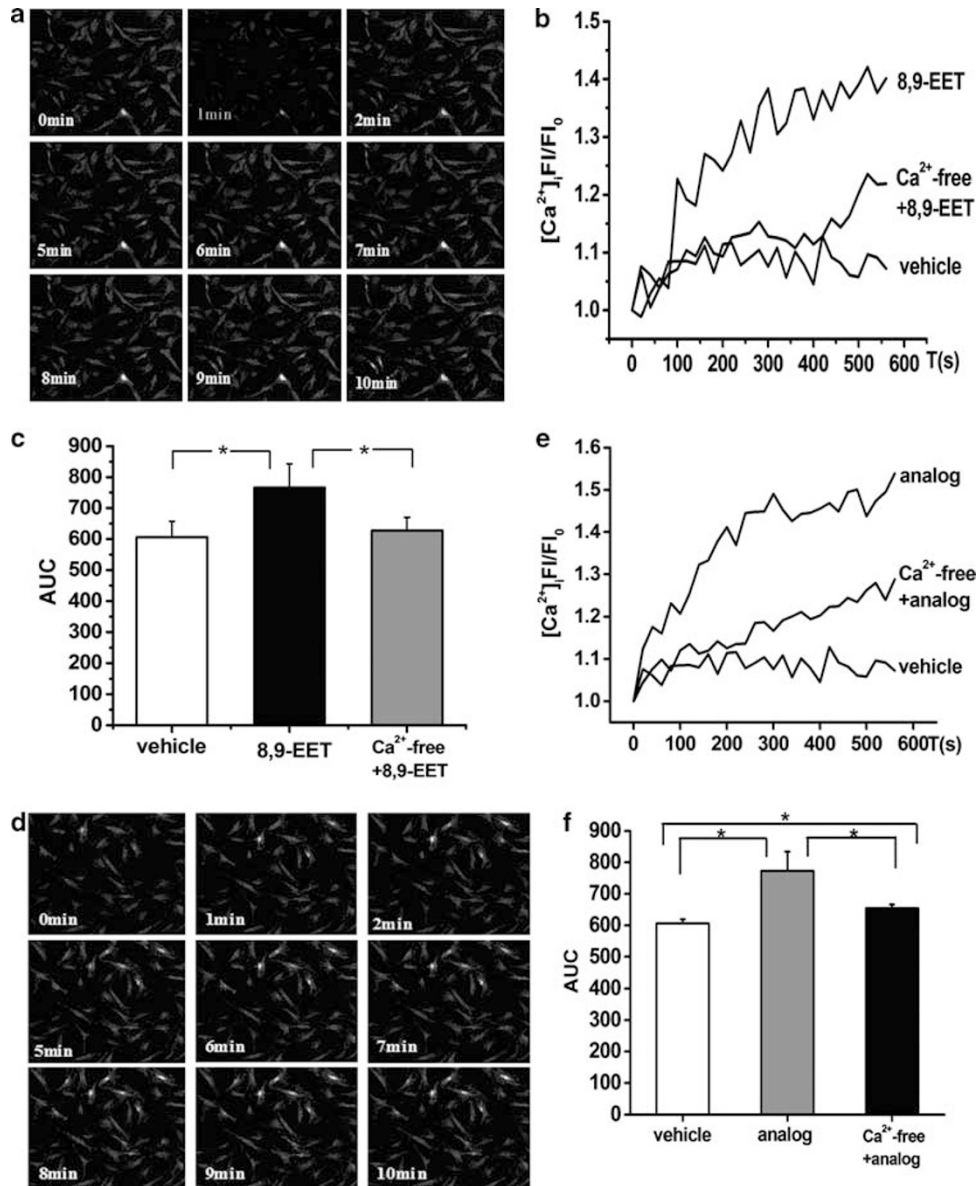 a
0min
1min
2min
5min
6min
7min
8min
9min
10min
b
[Ca²⁺]ᵢFI/FI₀
1.5
1.4
1.3
1.2
1.1
1.0
8,9-EET
Ca²⁺-free
+8,9-EET
vehicle
0 100 200 300 400 500 600 T(s)
c
AUC
900
800
700
600
500
400
300
200
100
0
* *
vehicle 8,9-EET Ca²⁺-free
+8,9-EET
e
[Ca²⁺]ᵢFI/FI₀
1.6
1.5
1.4
1.3
1.2
1.1
1.0
analog
Ca²⁺-free
+analog
vehicle
0 100 200 300 400 500 600 T(s)
d
0min
1min
2min
5min
6min
7min
8min
9min
10min
f
AUC
900
800
700
600
500
400
300
200
100
0
*
* *
vehicle analog Ca²⁺-free
+analog